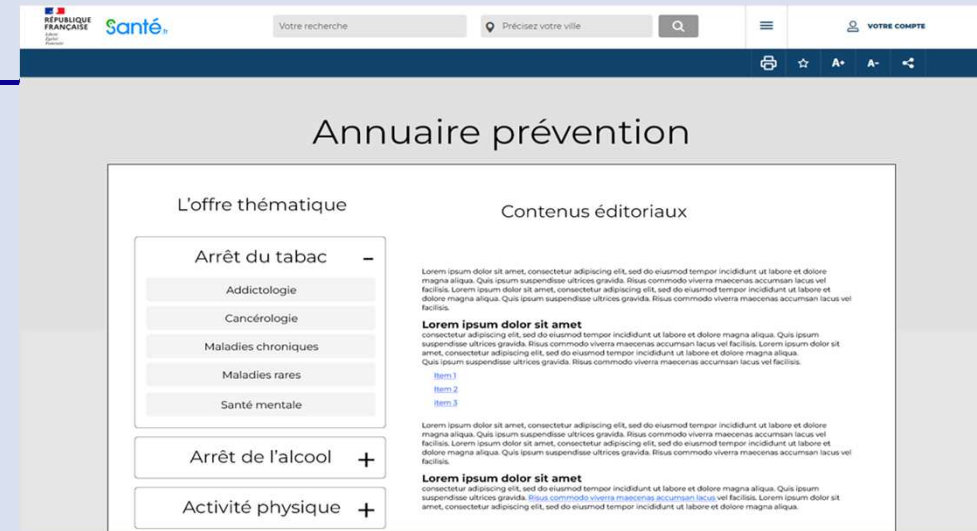 RÉPUBLIQUE
FRANÇAISE
Liberté
Égalité
Fraternité
Santé.fr
Votre recherche
Précisez votre ville
VOTRE COMPTE
A+ A-
Annuaire prévention
L'offre thématique
Arrêt du tabac –
Addictologie
Cancérologie
Maladies chroniques
Maladies rares
Santé mentale
Arrêt de l'alcool +
Activité physique +
Contenus éditoriaux
Lorem ipsum dolor sit amet, consectetur adipiscing elit, sed do eiusmod tempor incididunt ut labore et dolore
magna aliqua. Quis ipsum suspendisse ultrices gravida. Risus commodo viverra maecenas accumsan lacus vel
facilisis. Lorem ipsum dolor sit amet, consectetur adipiscing elit, sed do eiusmod tempor incididunt ut labore et
dolore magna aliqua. Quis ipsum suspendisse ultrices gravida. Risus commodo viverra maecenas accumsan lacus vel
facilisis.
Lorem ipsum dolor sit amet
consectetur adipiscing elit, sed do eiusmod tempor incididunt ut labore et dolore magna aliqua. Quis ipsum
suspendisse ultrices gravida. Risus commodo viverra maecenas accumsan lacus vel facilisis. Lorem ipsum dolor sit
amet, consectetur adipiscing elit, sed do eiusmod tempor incididunt ut labore et dolore magna aliqua.
Quis ipsum suspendisse ultrices gravida. Risus commodo viverra maecenas accumsan lacus vel facilisis.
Item 1
Item 2
item 3
Lorem ipsum dolor sit amet, consectetur adipiscing elit, sed do eiusmod tempor incididunt ut labore et dolore
magna aliqua. Quis ipsum suspendisse ultrices gravida. Risus commodo viverra maecenas accumsan lacus vel
facilisis. Lorem ipsum dolor sit amet, consectetur adipiscing elit, sed do eiusmod tempor incididunt ut labore et
dolore magna aliqua. Quis ipsum suspendisse ultrices gravida. Risus commodo viverra maecenas accumsan lacus vel
facilisis.
Lorem ipsum dolor sit amet
consectetur adipiscing elit, sed do eiusmod tempor incididunt ut labore et dolore magna aliqua. Quis ipsum
suspendisse ultrices gravida. Risus commodo viverra maecenas accumsan lacus vel facilisis. Lorem ipsum dolor sit
amet, consectetur adipiscing elit, sed do eiusmod tempor incididunt ut labore et dolore magna aliqua.